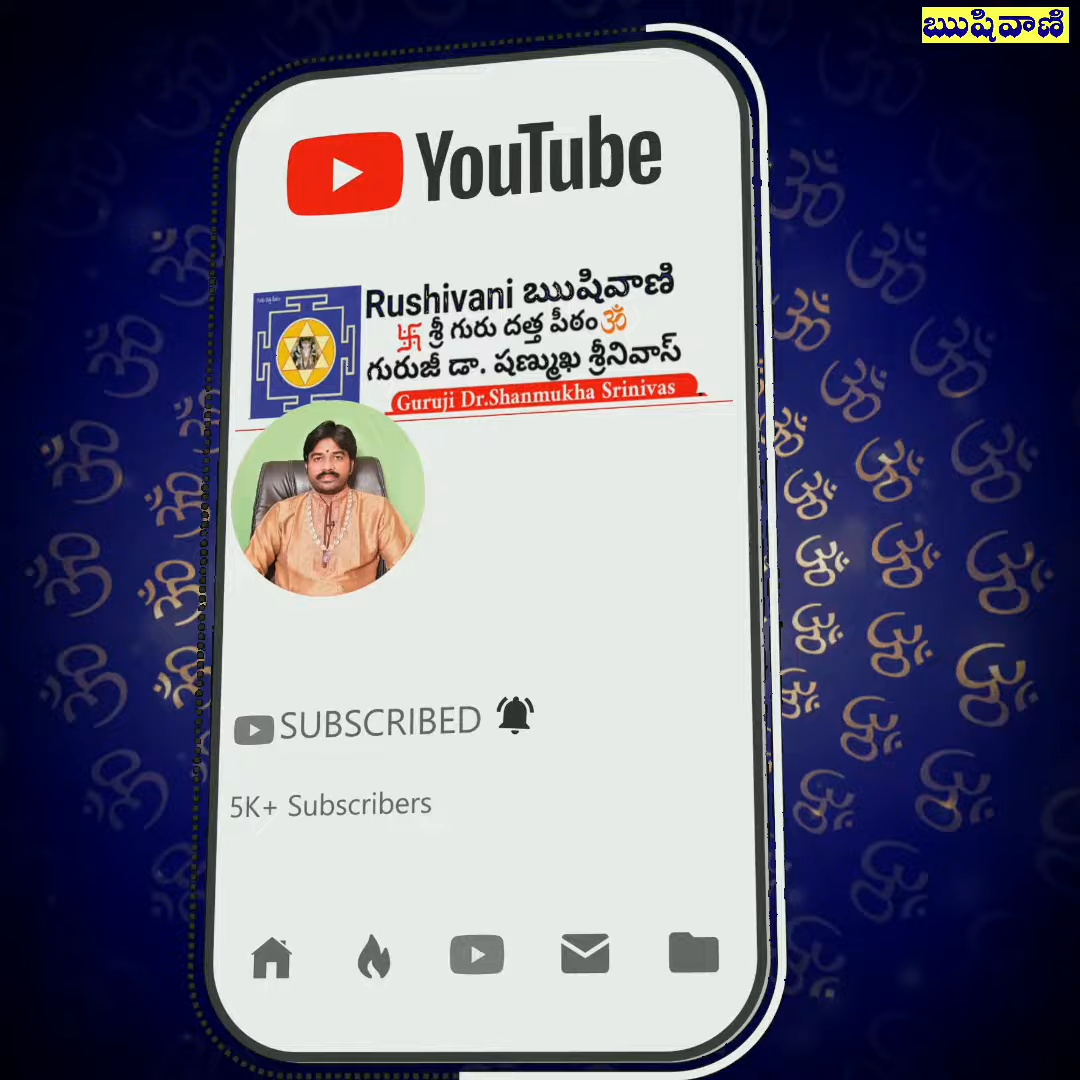 ఋషివాణి
YouTube
Rushivani ఋషివాణి
శ్రీ గురు దత్త పీఠం ॐ
గురుజీ డా. షణ్ముఖ శ్రీనివాస్
Guruji Dr.Shanmukha Srinivas
SUBSCRIBED
5K+ Subscribers